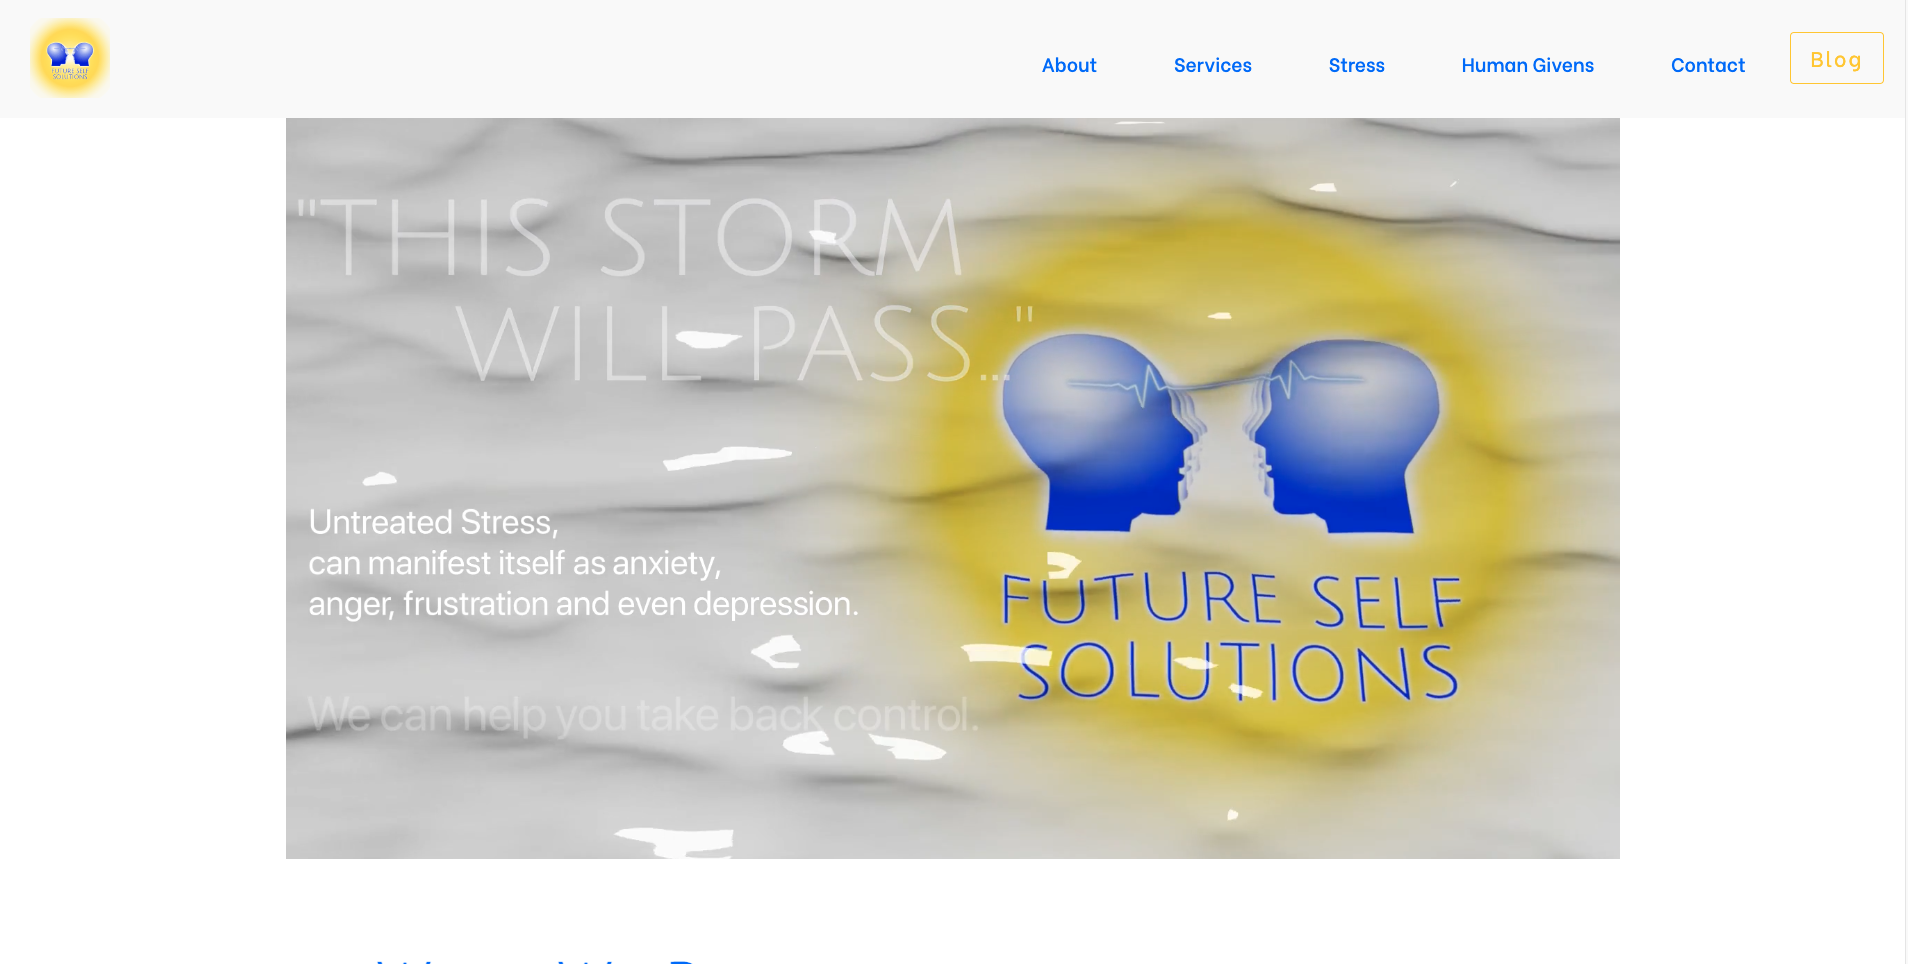 FUTURE SELF
SOLUTIONS
About
Services
Stress
Human Givens
Contact
Blog
"THIS STORM
WILL PASS..."
Untreated Stress,
can manifest itself as anxiety,
anger, frustration and even depression.
We can help you take back control.
FUTURE SELF
SOLUTIONS